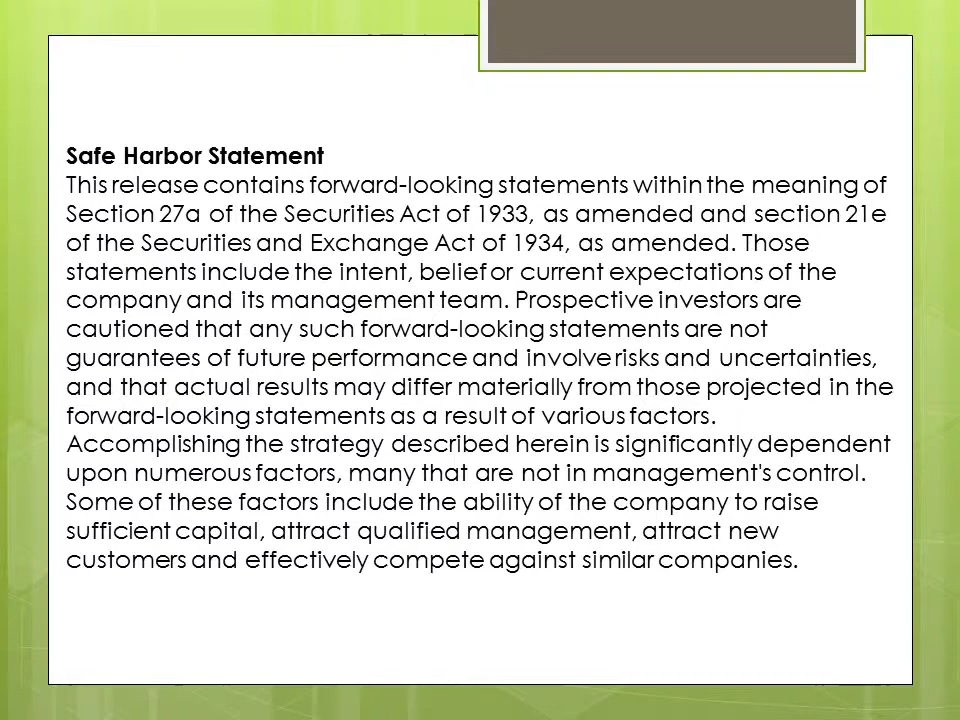 Safe Harbor Statement
This release contains forward-looking statements within the meaning of
Section 27a of the Securities Act of 1933, as amended and section 21e
of the Securities and Exchange Act of 1934, as amended. Those
statements include the intent, belief or current expectations of the
company and its management team. Prospective investors are
cautioned that any such forward-looking statements are not
guarantees of future performance and involve risks and uncertainties,
and that actual results may differ materially from those projected in the
forward-looking statements as a result of various factors.
Accomplishing the strategy described herein is significantly dependent
upon numerous factors, many that are not in management's control.
Some of these factors include the ability of the company to raise
sufficient capital, attract qualified management, attract new
customers and effectively compete against similar companies.